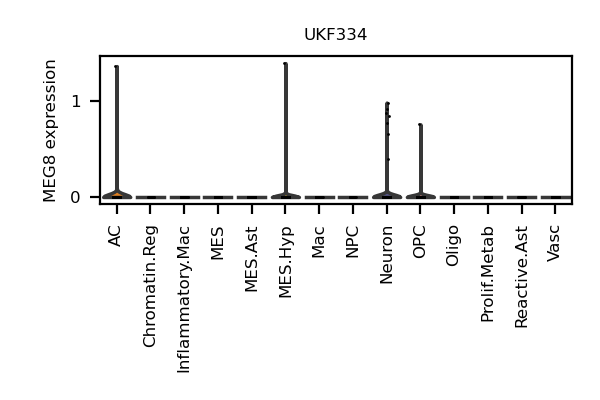 UKF334
MEG8 expression
1
0
AC
Chromatin.Reg
Inflammatory.Mac
MES
MES.Ast
MES.Hyp
Mac
NPC
Neuron
OPC
Oligo
Prolif.Metab
Reactive.Ast
Vasc